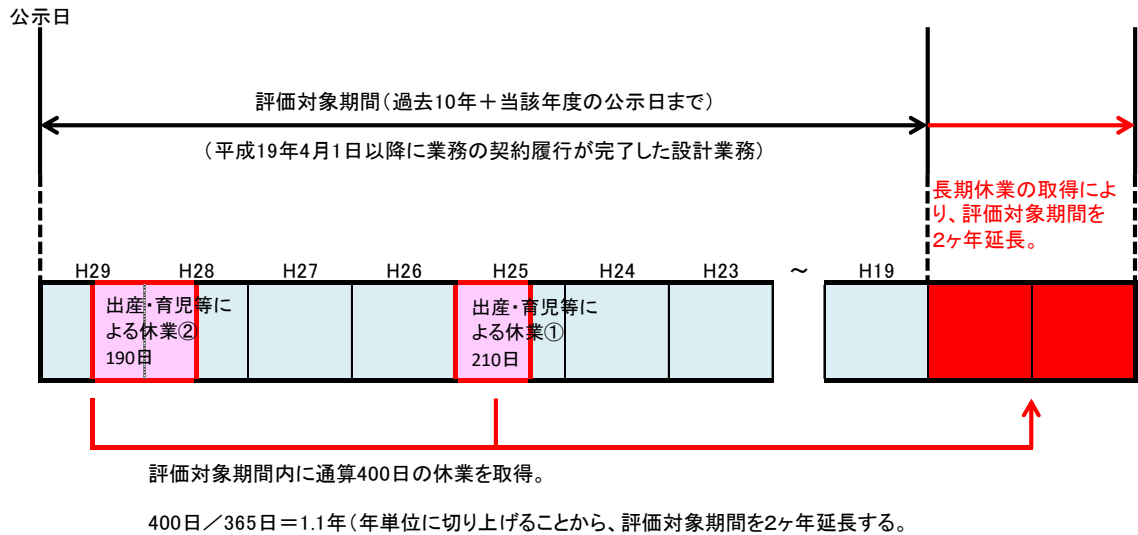 公示日
評価対象期間（過去10年＋当該年度の公示日まで）
（平成19年4月1日以降に業務の契約履行が完了した設計業務）
長期休業の取得によ
り、評価対象期間を
2ヶ年延長。
H29 H28 H27 H26 H25 H24 H23 ～ H19
出産・育児等に
よる休業②
190日
出産・育児等に
よる休業①
210日
評価対象期間内に通算400日の休業を取得。
400日／365日＝1.1年（年単位に切り上げることから、評価対象期間を2ヶ年延長する。